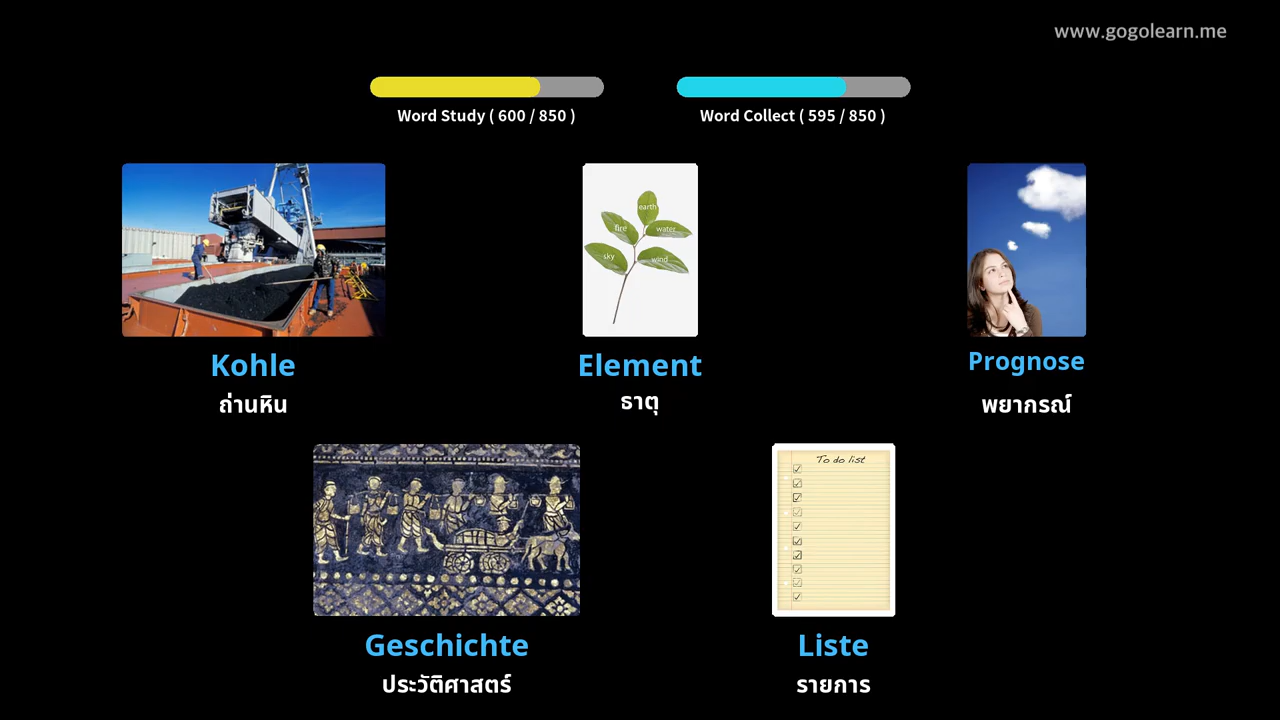 www.gogolearn.me
Word Study ( 600 / 850 )
Word Collect ( 595 / 850 )
earth
fire
water
sky
wind
Kohle
Element
Prognose
ถ่านหิน
ธาตุ
พยากรณ์
To do list
Geschichte
Liste
ประวัติศาสตร์
รายการ